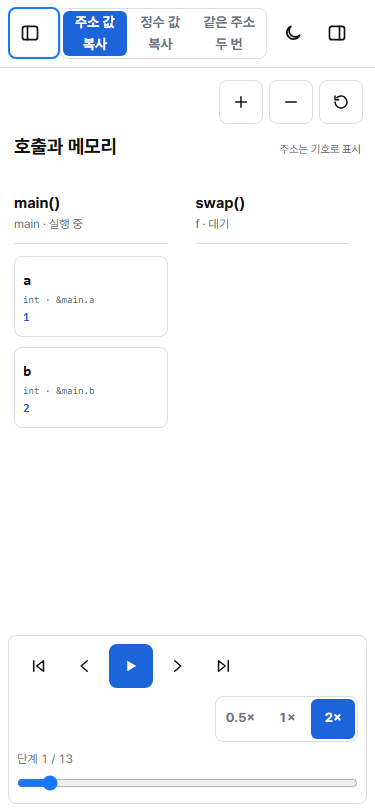 주소 값
복사
정수 값
복사
같은 주소
두 번
호출과 메모리
주소는 기호로 표시
main()
main · 실행 중
swap()
f · 대기
a
int · &main.a
1
b
int · &main.b
2
0.5×
1×
2×
단계 1 / 13